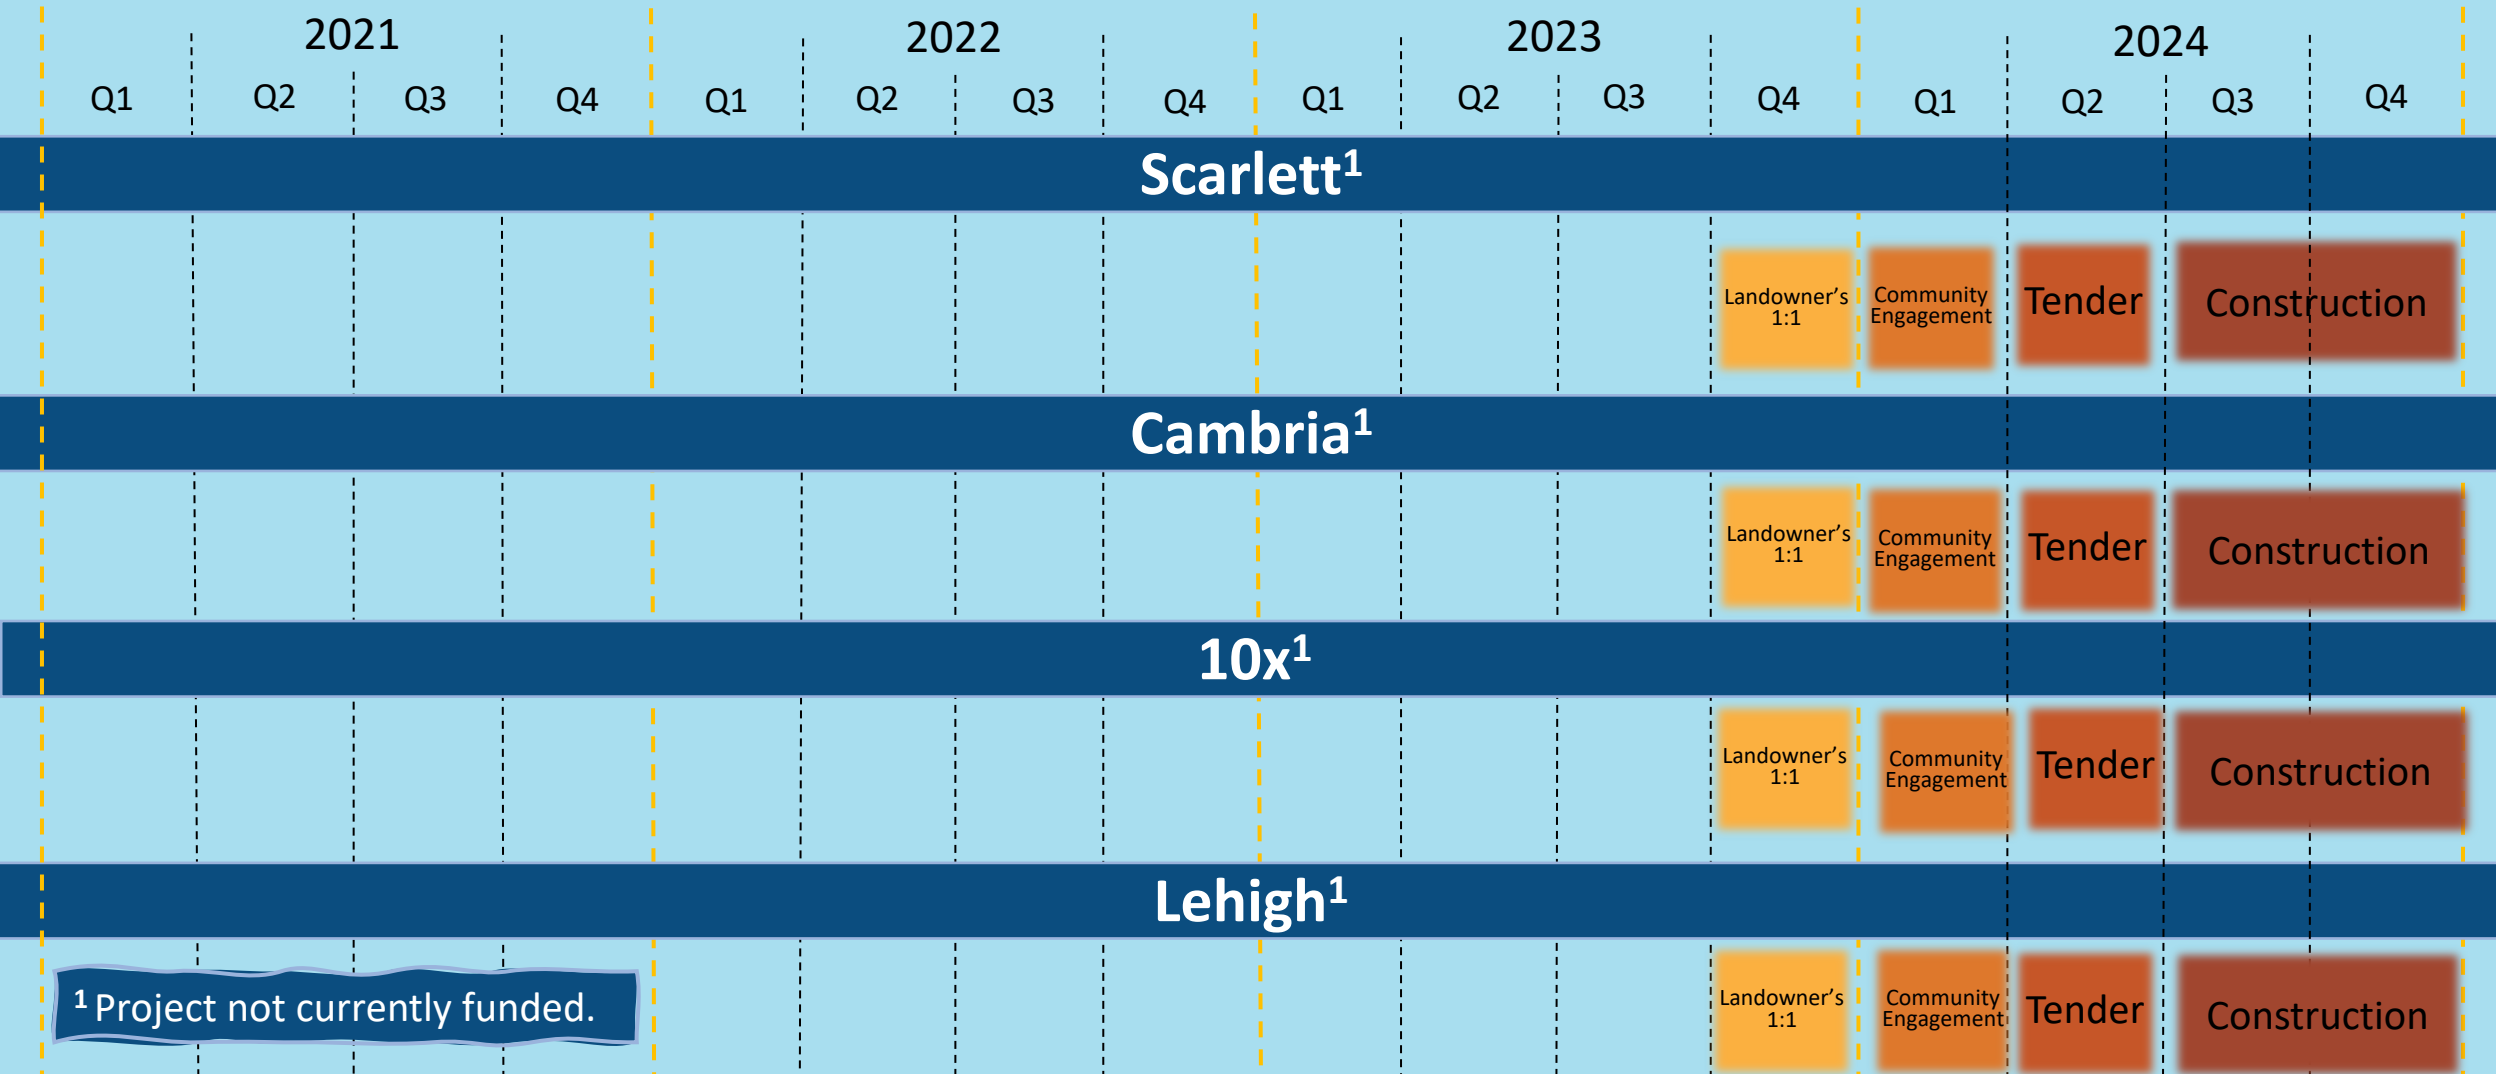 2021 2022 2023 2024
Q1 Q2 Q3 Q4 Q1 Q2 Q3 Q4 Q1 Q2 Q3 Q4 Q1 Q2 Q3 Q4
Scarlett¹
Landowner's
1:1
Community
Engagement
Tender
Construction
Cambria¹
Landowner's
1:1
Community
Engagement
Tender
Construction
10x¹
Landowner's
1:1
Community
Engagement
Tender
Construction
Lehigh¹
¹ Project not currently funded.
Landowner's
1:1
Community
Engagement
Tender
Construction